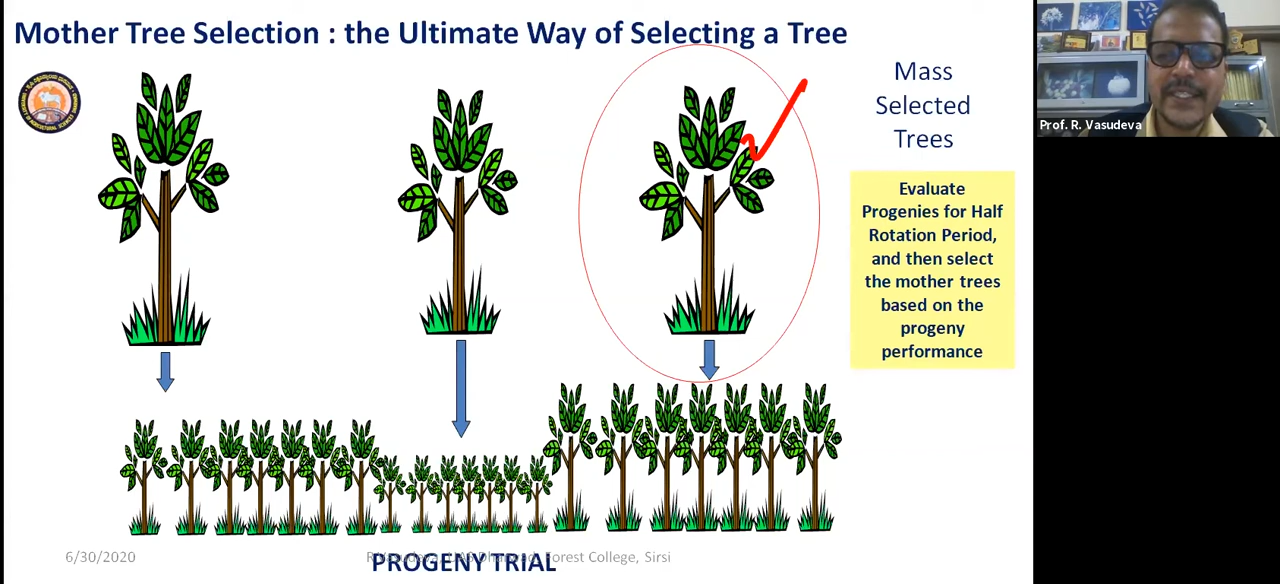 Mother Tree Selection : the Ultimate Way of Selecting a Tree
Mass
Selected
Trees
Prof. R. Vasudeva
Evaluate
Progenies for Half
Rotation Period,
and then select
the mother trees
based on the
progeny
performance
6/30/2020
Forest College, Sirsi
PROGENY TRIAL